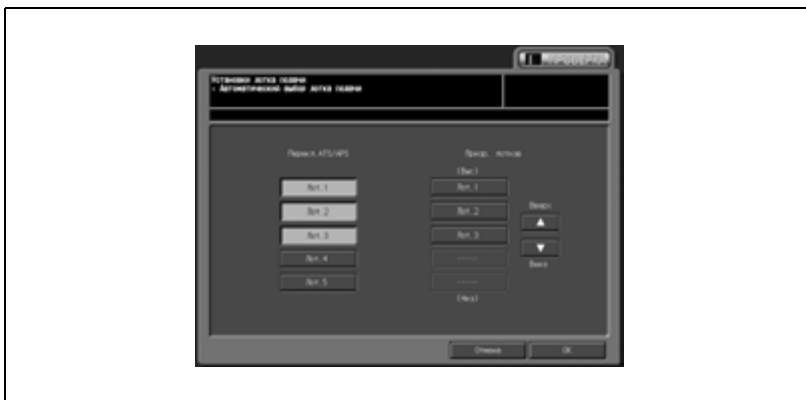 Установки лотка подачи
- Автоматический выбор лотка подачи
Перекл.ATS/APS
Приор. лотков
(Выс)
Лот.1
Лот.1
Лот.2
Лот.2
Вверх
Лот.3
Лот.3
Лот.4
-----
Вниз
Лот.5
-----
(Низ)
Отмена
OK